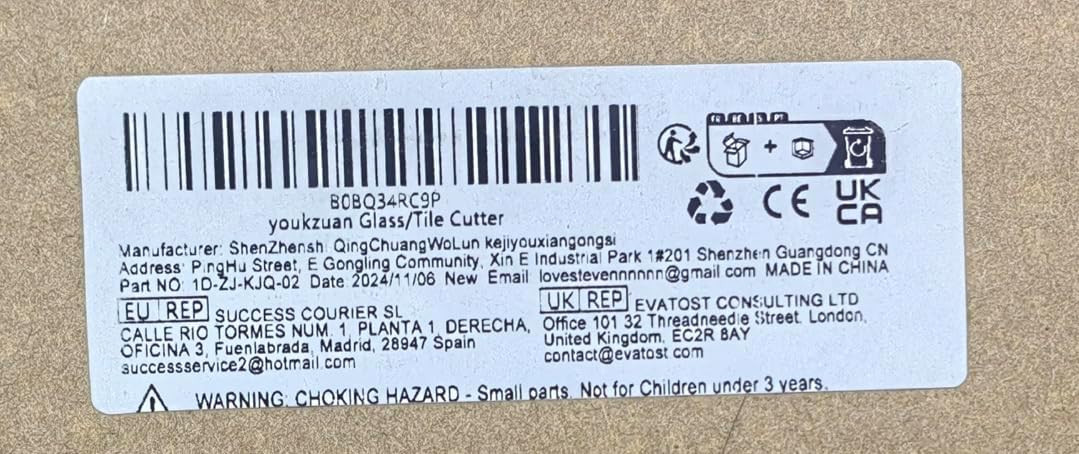 B0BQ34RC9P
youkzuan Glass/Tile Cutter
Manufacturer: ShenZhenshi QingChuangWoLun kejiyouxiangongsi
Address: PingHu Street, E Gongling Community, Xin E Industrial Park 1#201 Shenzhen Guangdong CN
Part NO: 1D-ZJ-KJQ-02 Date:2024/11/06 New Email: lovestevennnnnn@gmail.com MADE IN CHINA
EU REP SUCCESS COURIER SL
CALLE RIO TORMES NUM. 1, PLANTA 1, DERECHA,
OFICINA 3, Fuenlabrada, Madrid, 28947 Spain
successservice2@hotmail.com
UK REP EVATOST CONSULTING LTD
Office 101 32 Threadneedle Street. London,
United Kingdom, EC2R 8AY
contact@evatost.com
CE
UK
CA
WARNING: CHOKING HAZARD - Small parts. Not for Children under 3 years.